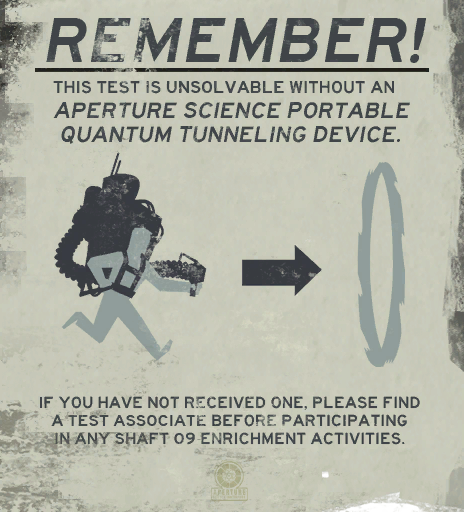 REMEMBER!
THIS TEST IS UNSOLVABLE WITHOUT AN
APERTURE SCIENCE PORTABLE
QUANTUM TUNNELING DEVICE.
IF YOU HAVE NOT RECEIVED ONE, PLEASE FIND
A TEST ASSOCIATE BEFORE PARTICIPATING
IN ANY SHAFT 09 ENRICHMENT ACTIVITIES.
APERTURE